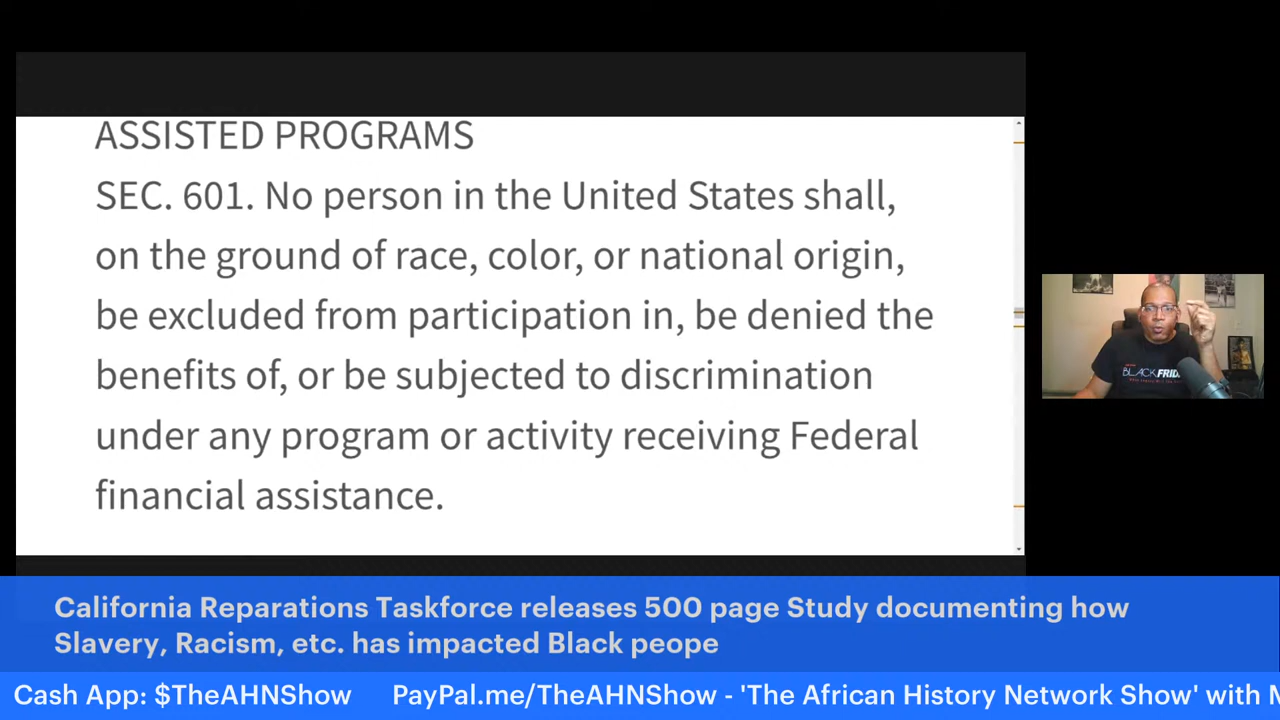 ASSISTED PROGRAMS
SEC. 601. No person in the United States shall,
on the ground of race, color, or national origin,
be excluded from participation in, be denied the
benefits of, or be subjected to discrimination
under any program or activity receiving Federal
financial assistance.
BLACK FRID
California Reparations Taskforce releases 500 page Study documenting how
Slavery, Racism, etc. has impacted Black peope
Cash App: $TheAHNShow PayPal.me/TheAHNShow - 'The African History Network Show' with M